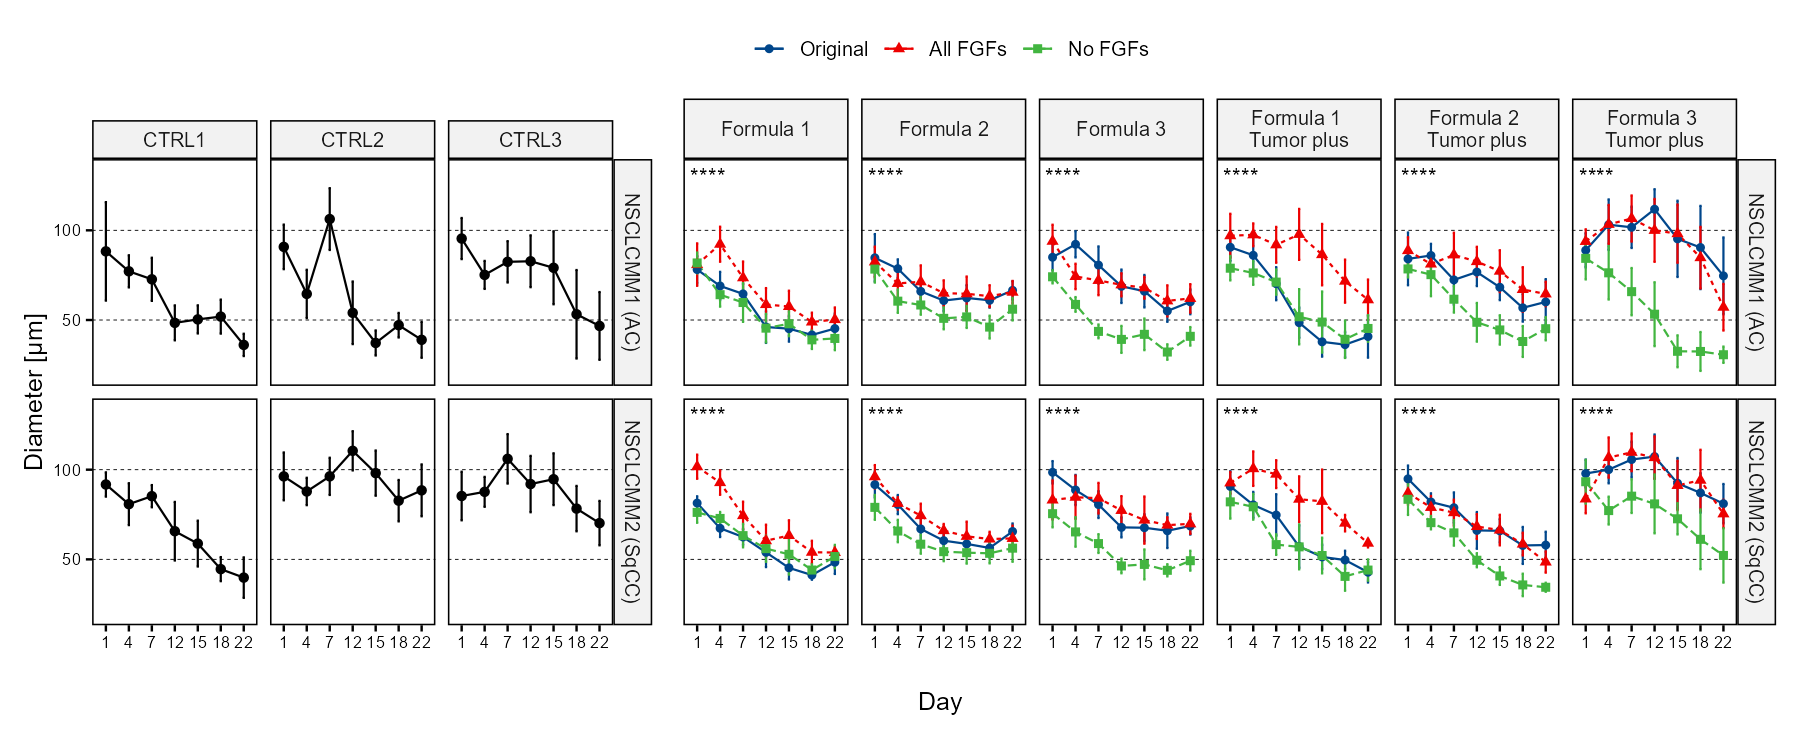 Original All FGFs No FGFs
CTRL1 CTRL2 CTRL3 Formula 1 Formula 2 Formula 3 Formula 1 Formula 2 Formula 3
Tumor plus Tumor plus Tumor plus
**** **** **** **** **** ****
100
50
NSCLCMM1 (AC) NSCLCMM1 (AC)
Diameter [µm]
**** **** **** **** **** ****
100
50
NSCLCMM2 (SqCC) NSCLCMM2 (SqCC)
1 4 7 12 15 18 22 1 4 7 12 15 18 22 1 4 7 12 15 18 22 1 4 7 12 15 18 22 1 4 7 12 15 18 22 1 4 7 12 15 18 22 1 4 7 12 15 18 22 1 4 7 12 15 18 22 1 4 7 12 15 18 22
Day